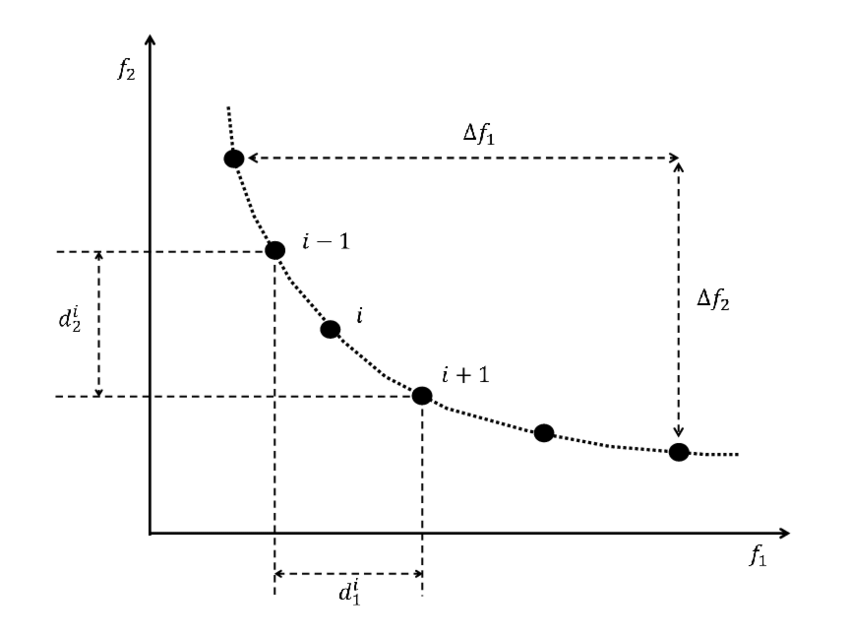 f₂
Δf₁
i − 1
d₂ⁱ
i
Δf₂
i + 1
f₁
d₁ⁱ